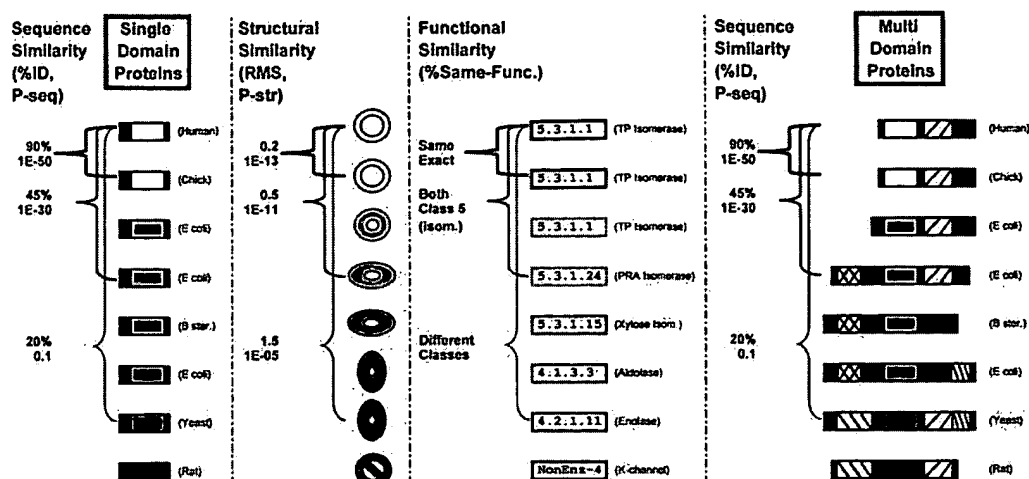 Sequence
Similarity
(%ID,
P-seq)
Single
Domain
Proteins
90%
1E-50
45%
1E-30
20%
0.1
(Human)
(Chick)
(E coli)
(E coli)
(B ster.)
(E coli)
(Yeast)
(Rat)
Structural
Similarity
(RMS,
P-str)
0.2
1E-13
0.5
1E-11
1.5
1E-05
Functional
Similarity
(%Same-Func.)
Same
Exact
Both
Class 5
(isom.)
Different
Classes
5.3.1.1 (TP Isomerase)
5.3.1.1 (TP Isomerase)
5.3.1.1 (TP Isomerase)
5.3.1.24 (PRA Isomerase)
5.3.1.15 (Xylose Isom.)
4.1.3.3 (Aldolase)
4.2.1.11 (Enolase)
NonEnz-4 (K-channel)
Sequence
Similarity
(%ID,
P-seq)
Multi
Domain
Proteins
90%
1E-50
45%
1E-30
20%
0.1
(Human)
(Chick)
(E coli)
(E coli)
(B ster.)
(E coli)
(Yeast)
(Rat)